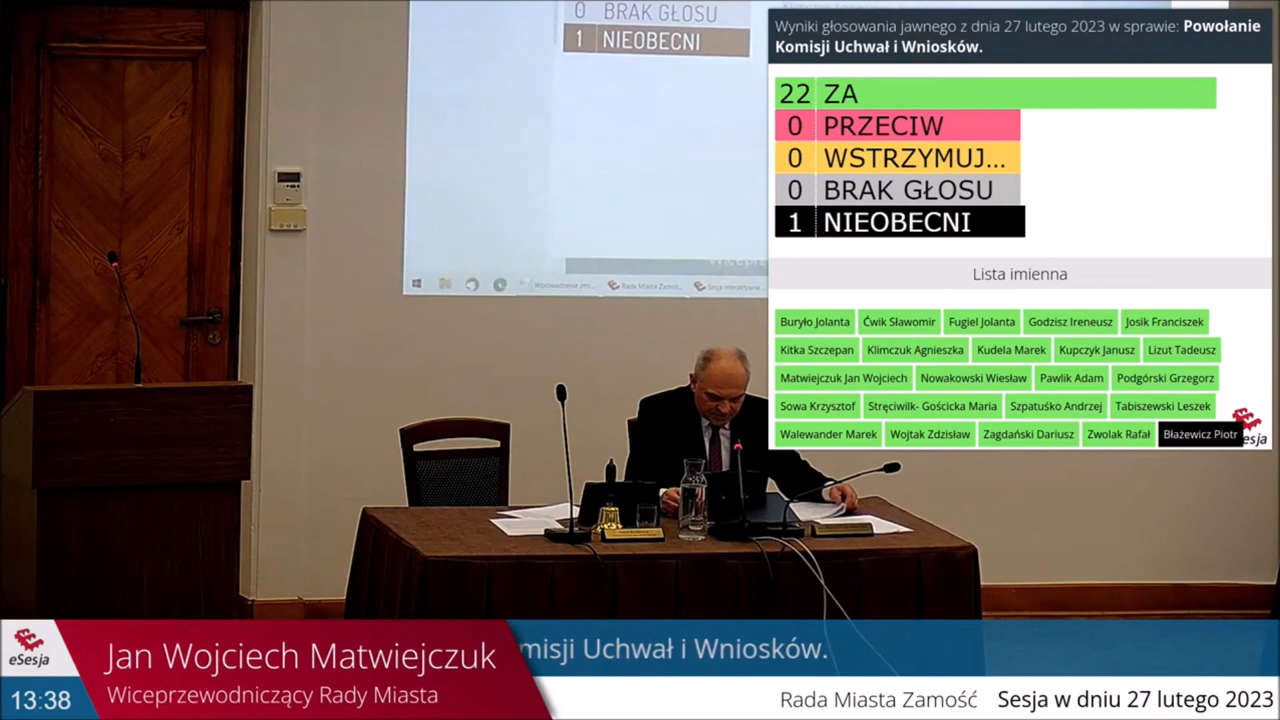 0 BRAK GŁOSU
1 NIEOBECNI
Wyniki głosowania jawnego z dnia 27 lutego 2023 w sprawie: Powołanie
Komisji Uchwał i Wniosków.
22 ZA
0 PRZECIW
0 WSTRZYMUJ...
0 BRAK GŁOSU
1 NIEOBECNI
Lista imienna
Buryło Jolanta Ćwik Sławomir Fugiel Jolanta Godzisz Ireneusz Josik Franciszek
Kitka Szczepan Klimczuk Agnieszka Kudela Marek Kupczyk Janusz Lizut Tadeusz
Matwiejczuk Jan Wojciech Nowakowski Wiesław Pawlik Adam Podgórski Grzegorz
Sowa Krzysztof Stręciwilk- Gościcka Maria Szpatuśko Andrzej Tabiszewski Leszek
Walewander Marek Wojtak Zdzisław Zagdański Dariusz Zwolak Rafał Błażewicz Piotr
esja
eSesja
13:38
Jan Wojciech Matwiejczuk
Wiceprzewodniczący Rady Miasta
misji Uchwał i Wniosków.
Rada Miasta Zamość Sesja w dniu 27 lutego 2023